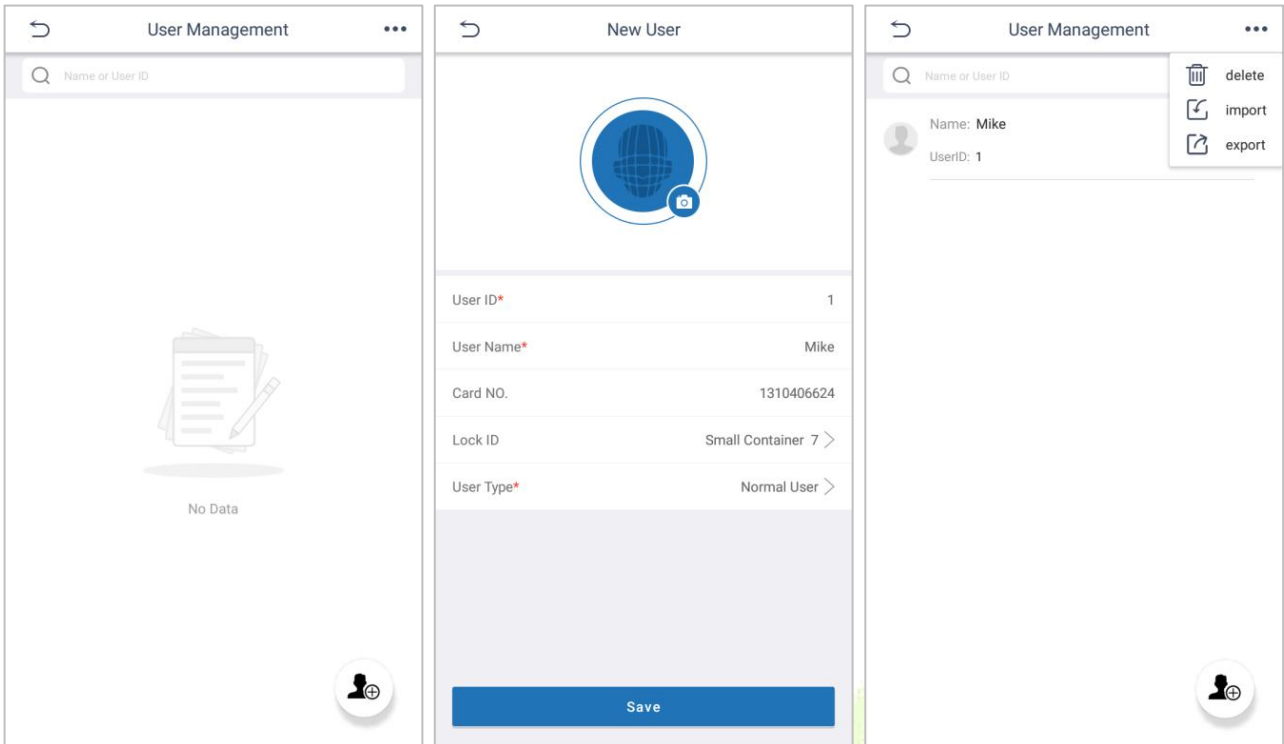 User Management
Name or User ID
No Data
New User
User ID* 1
User Name* Mike
Card NO. 1310406624
Lock ID Small Container 7
User Type* Normal User
Save
User Management
Name or User ID
delete
import
export
Name: Mike
UserID: 1